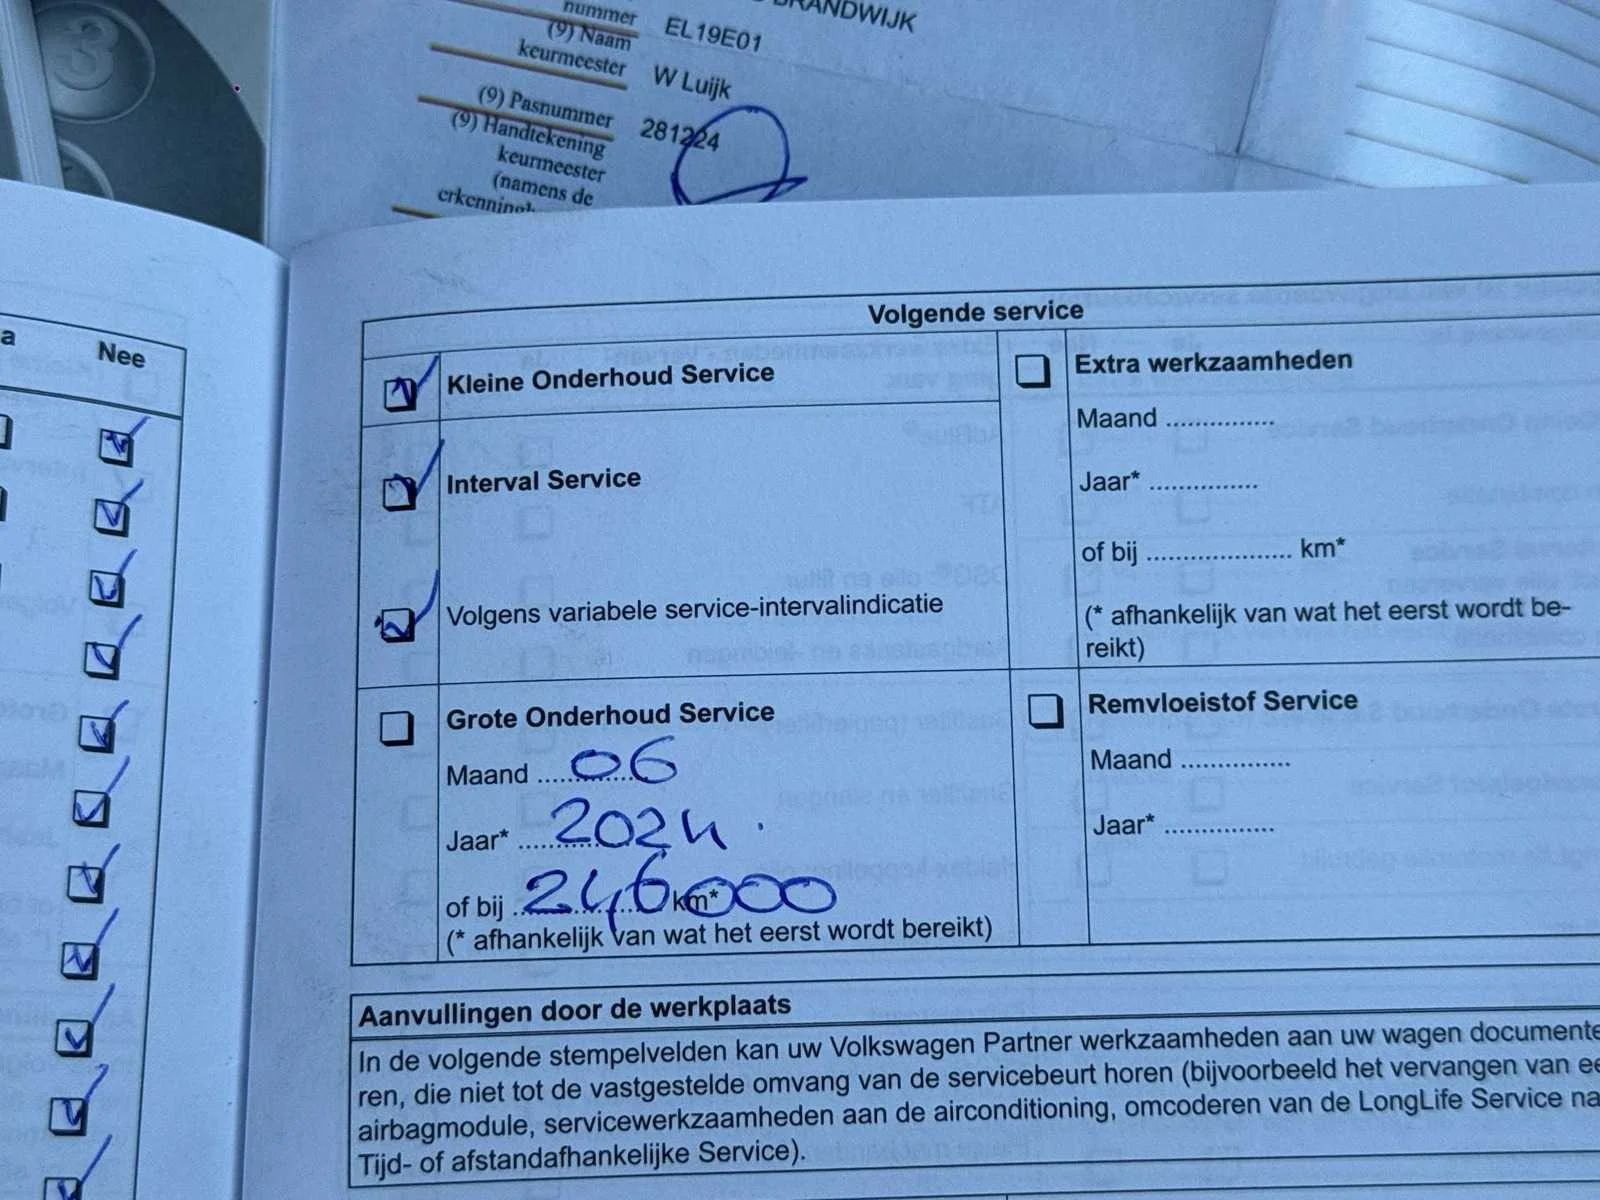 BRANDWIJK
nummer EL19E01
(9) Naam
keurmeester W Luijk
(9) Pasnummer 281224
(9) Handtekening
keurmeester
(namens de
3
a Nee
Volgende service
Kleine Onderhoud Service
Interval Service
Volgens variabele service-intervalindicatie
Extra werkzaamheden
Maand ...............
Jaar* ...............
of bij .................... km*
(* afhankelijk van wat het eerst wordt be-
reikt)
Grote Onderhoud Service
Maand 06
Jaar* 2024
of bij 246000 km*
(* afhankelijk van wat het eerst wordt bereikt)
Remvloeistof Service
Maand ...............
Jaar* ...............
Aanvullingen door de werkplaats
In de volgende stempelvelden kan uw Volkswagen Partner werkzaamheden aan uw wagen documente
ren, die niet tot de vastgestelde omvang van de servicebeurt horen (bijvoorbeeld het vervangen van ee
airbagmodule, servicewerkzaamheden aan de airconditioning, omcoderen van de LongLife Service na
Tijd- of afstandafhankelijke Service).